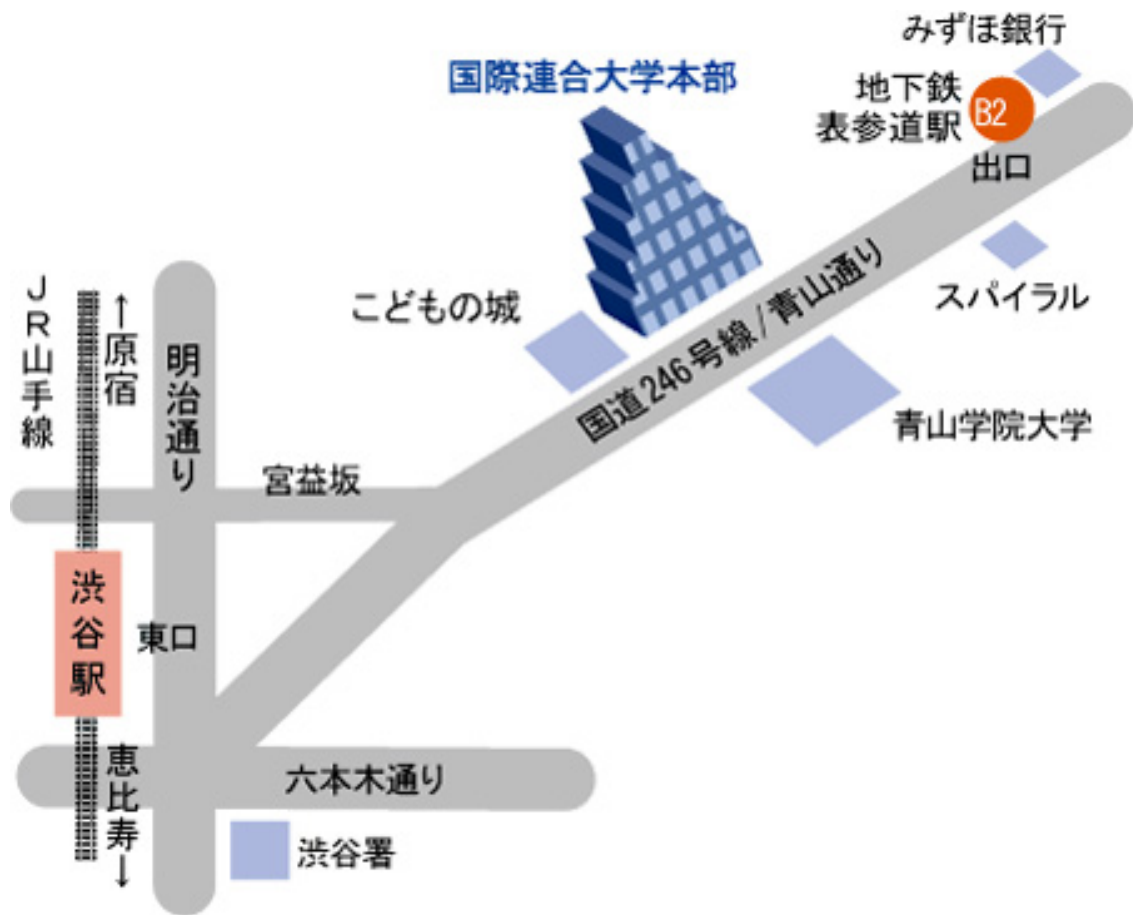 みずほ銀行
国際連合大学本部
地下鉄
表参道駅
B2
出口
スパイラル
こどもの城
国道246号線/青山通り
青山学院大学
JR山手線
←原宿
明治通り
宮益坂
渋谷駅
東口
恵比寿→
六本木通り
渋谷署